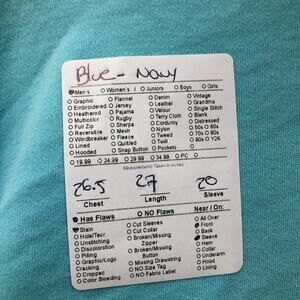 Blue - Navy
Men's O Women's / O Juniors O Boys O Girls
O Graphic O Flannel O Denim O Vintage
O Embroidered O Jersey O Leather O Grandma
O Heathered O Pajama O Velour O Single Stitch
O Multicolor O Rugby O Terry Cloth O Blank
O Full Zip O Sherpa O Corduroy O Distressed
O Reversible O Mesh O Nylon O 50s O 60s
O Windbreaker O Fleece O Tweed O 70s O 80s
O Lined O Quilted O Twill O 90s O Y2K
O Hooded O Snap Button O Pockets O
O 19.99 O 24.99 O 29.99 O 34.99 O PC O
Measurements Taken in Inches
26.5 27 20
Chest Length Sleeve
Has Flaws O NO Flaws Near / On:
Stain O Cut Sleeves O All Over
O Hole/Tear O Cut Collar O Front
O Unstitching O Broken/Missing Zipper O Back
O Discoloration O Broken/Missing Button Sleeve
O Pilling O Missing Drawstring O Hem
O Graphic/Logo Cracking O NO Size Tag O Collar
O Cropped O NO Fabric Label O Underarm
O Color Bleeding O Hood
O Lining